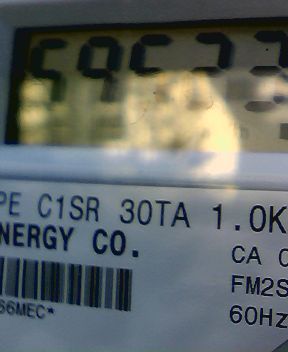 PE C1SR 30TA 1.0K
NERGY CO.
CA
FM2S
60Hz
66MEC*